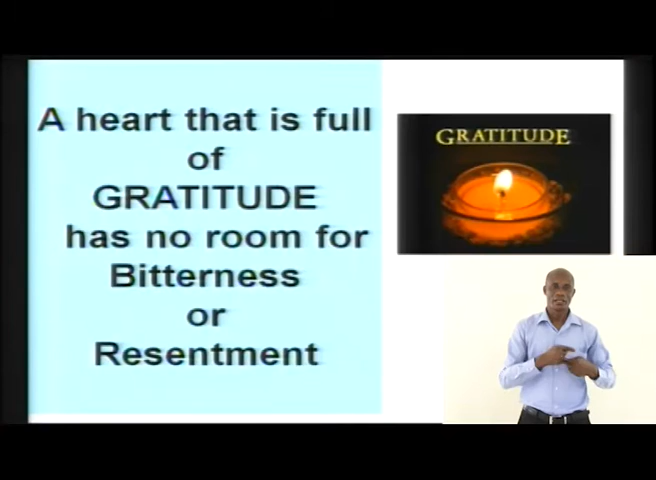 A heart that is full
of
GRATITUDE
has no room for
Bitterness
or
Resentment
GRATITUDE